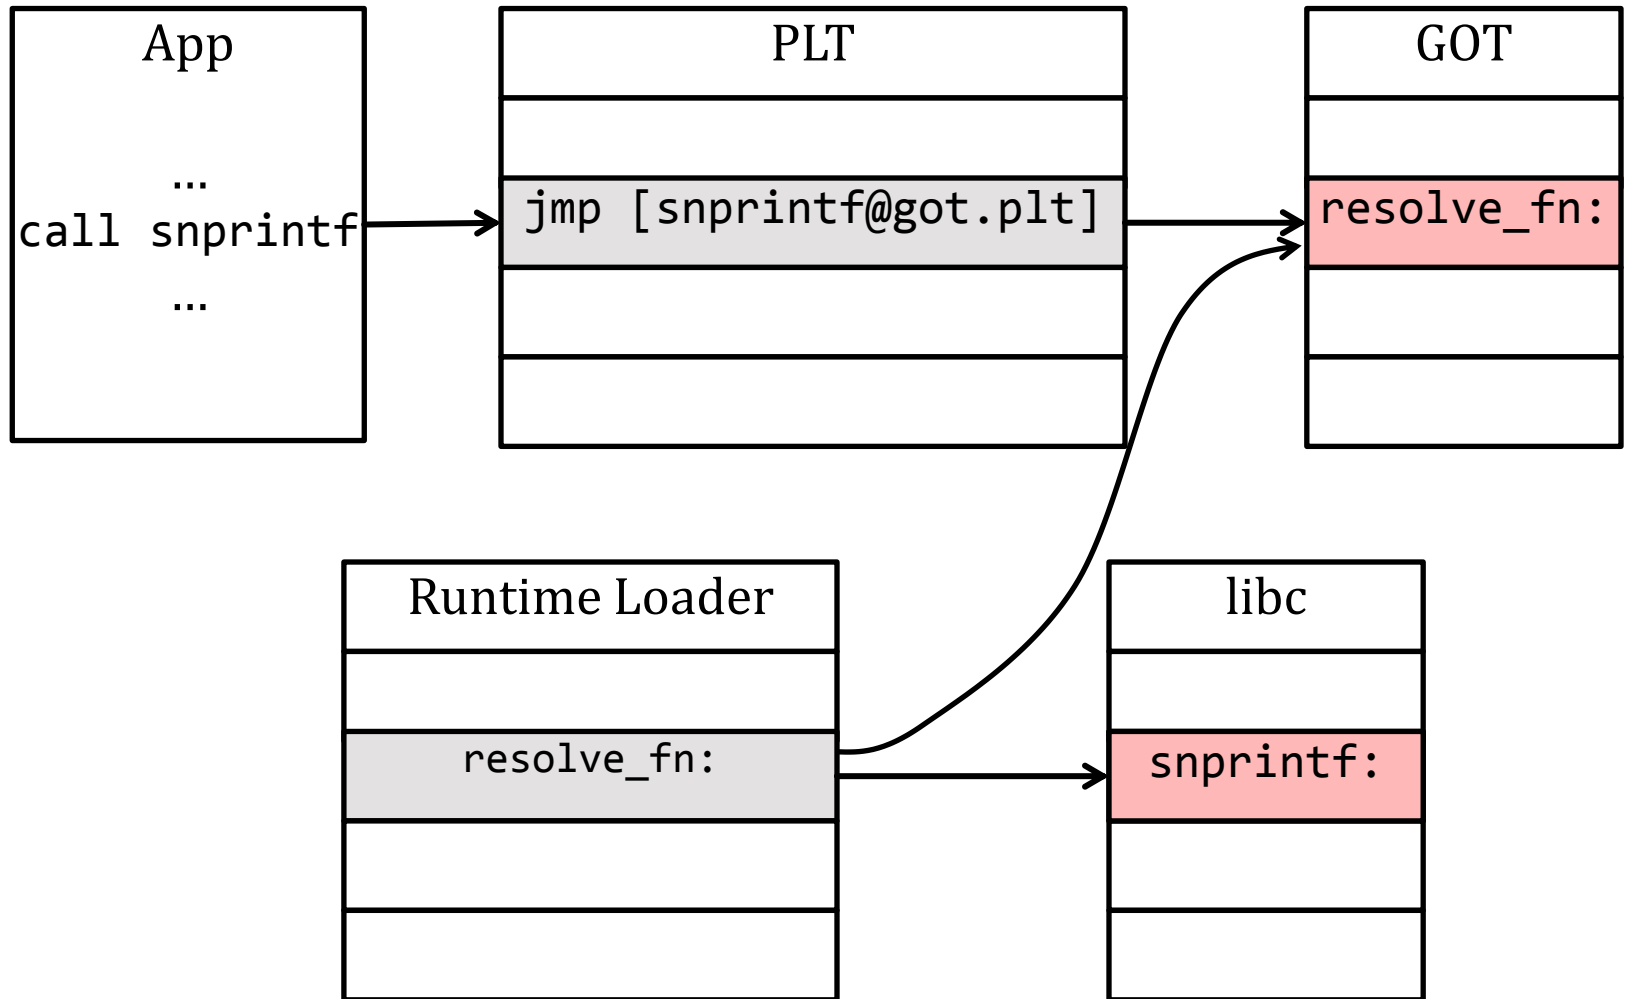 App
...
call snprintf
...
PLT
jmp [snprintf@got.plt]
GOT
resolve_fn:
Runtime Loader
resolve_fn:
libc
snprintf: